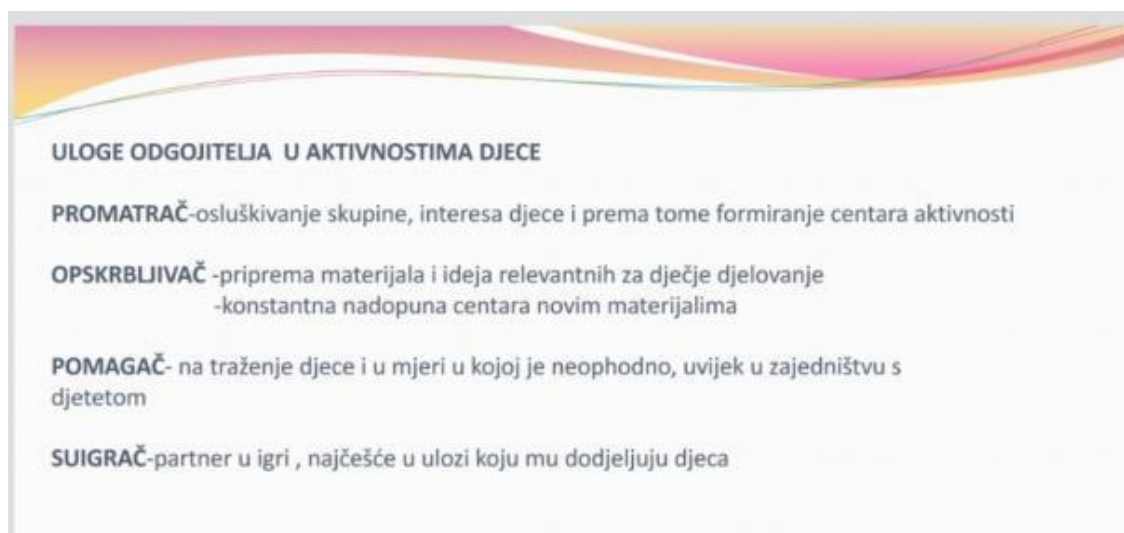 ULOGE ODGOJITELJA U AKTIVNOSTIMA DJECE
PROMATRAČ-osluškivanje skupine, interesa djece i prema tome formiranje centara aktivnosti
OPSKRBLJIVAČ -priprema materijala i ideja relevantnih za dječje djelovanje
-konstantna nadopuna centara novim materijalima
POMAGAČ- na traženje djece i u mjeri u kojoj je neophodno, uvijek u zajedništvu s
djetetom
SUIGRAČ-partner u igri , najčešće u ulozi koju mu dodjeljuju djeca